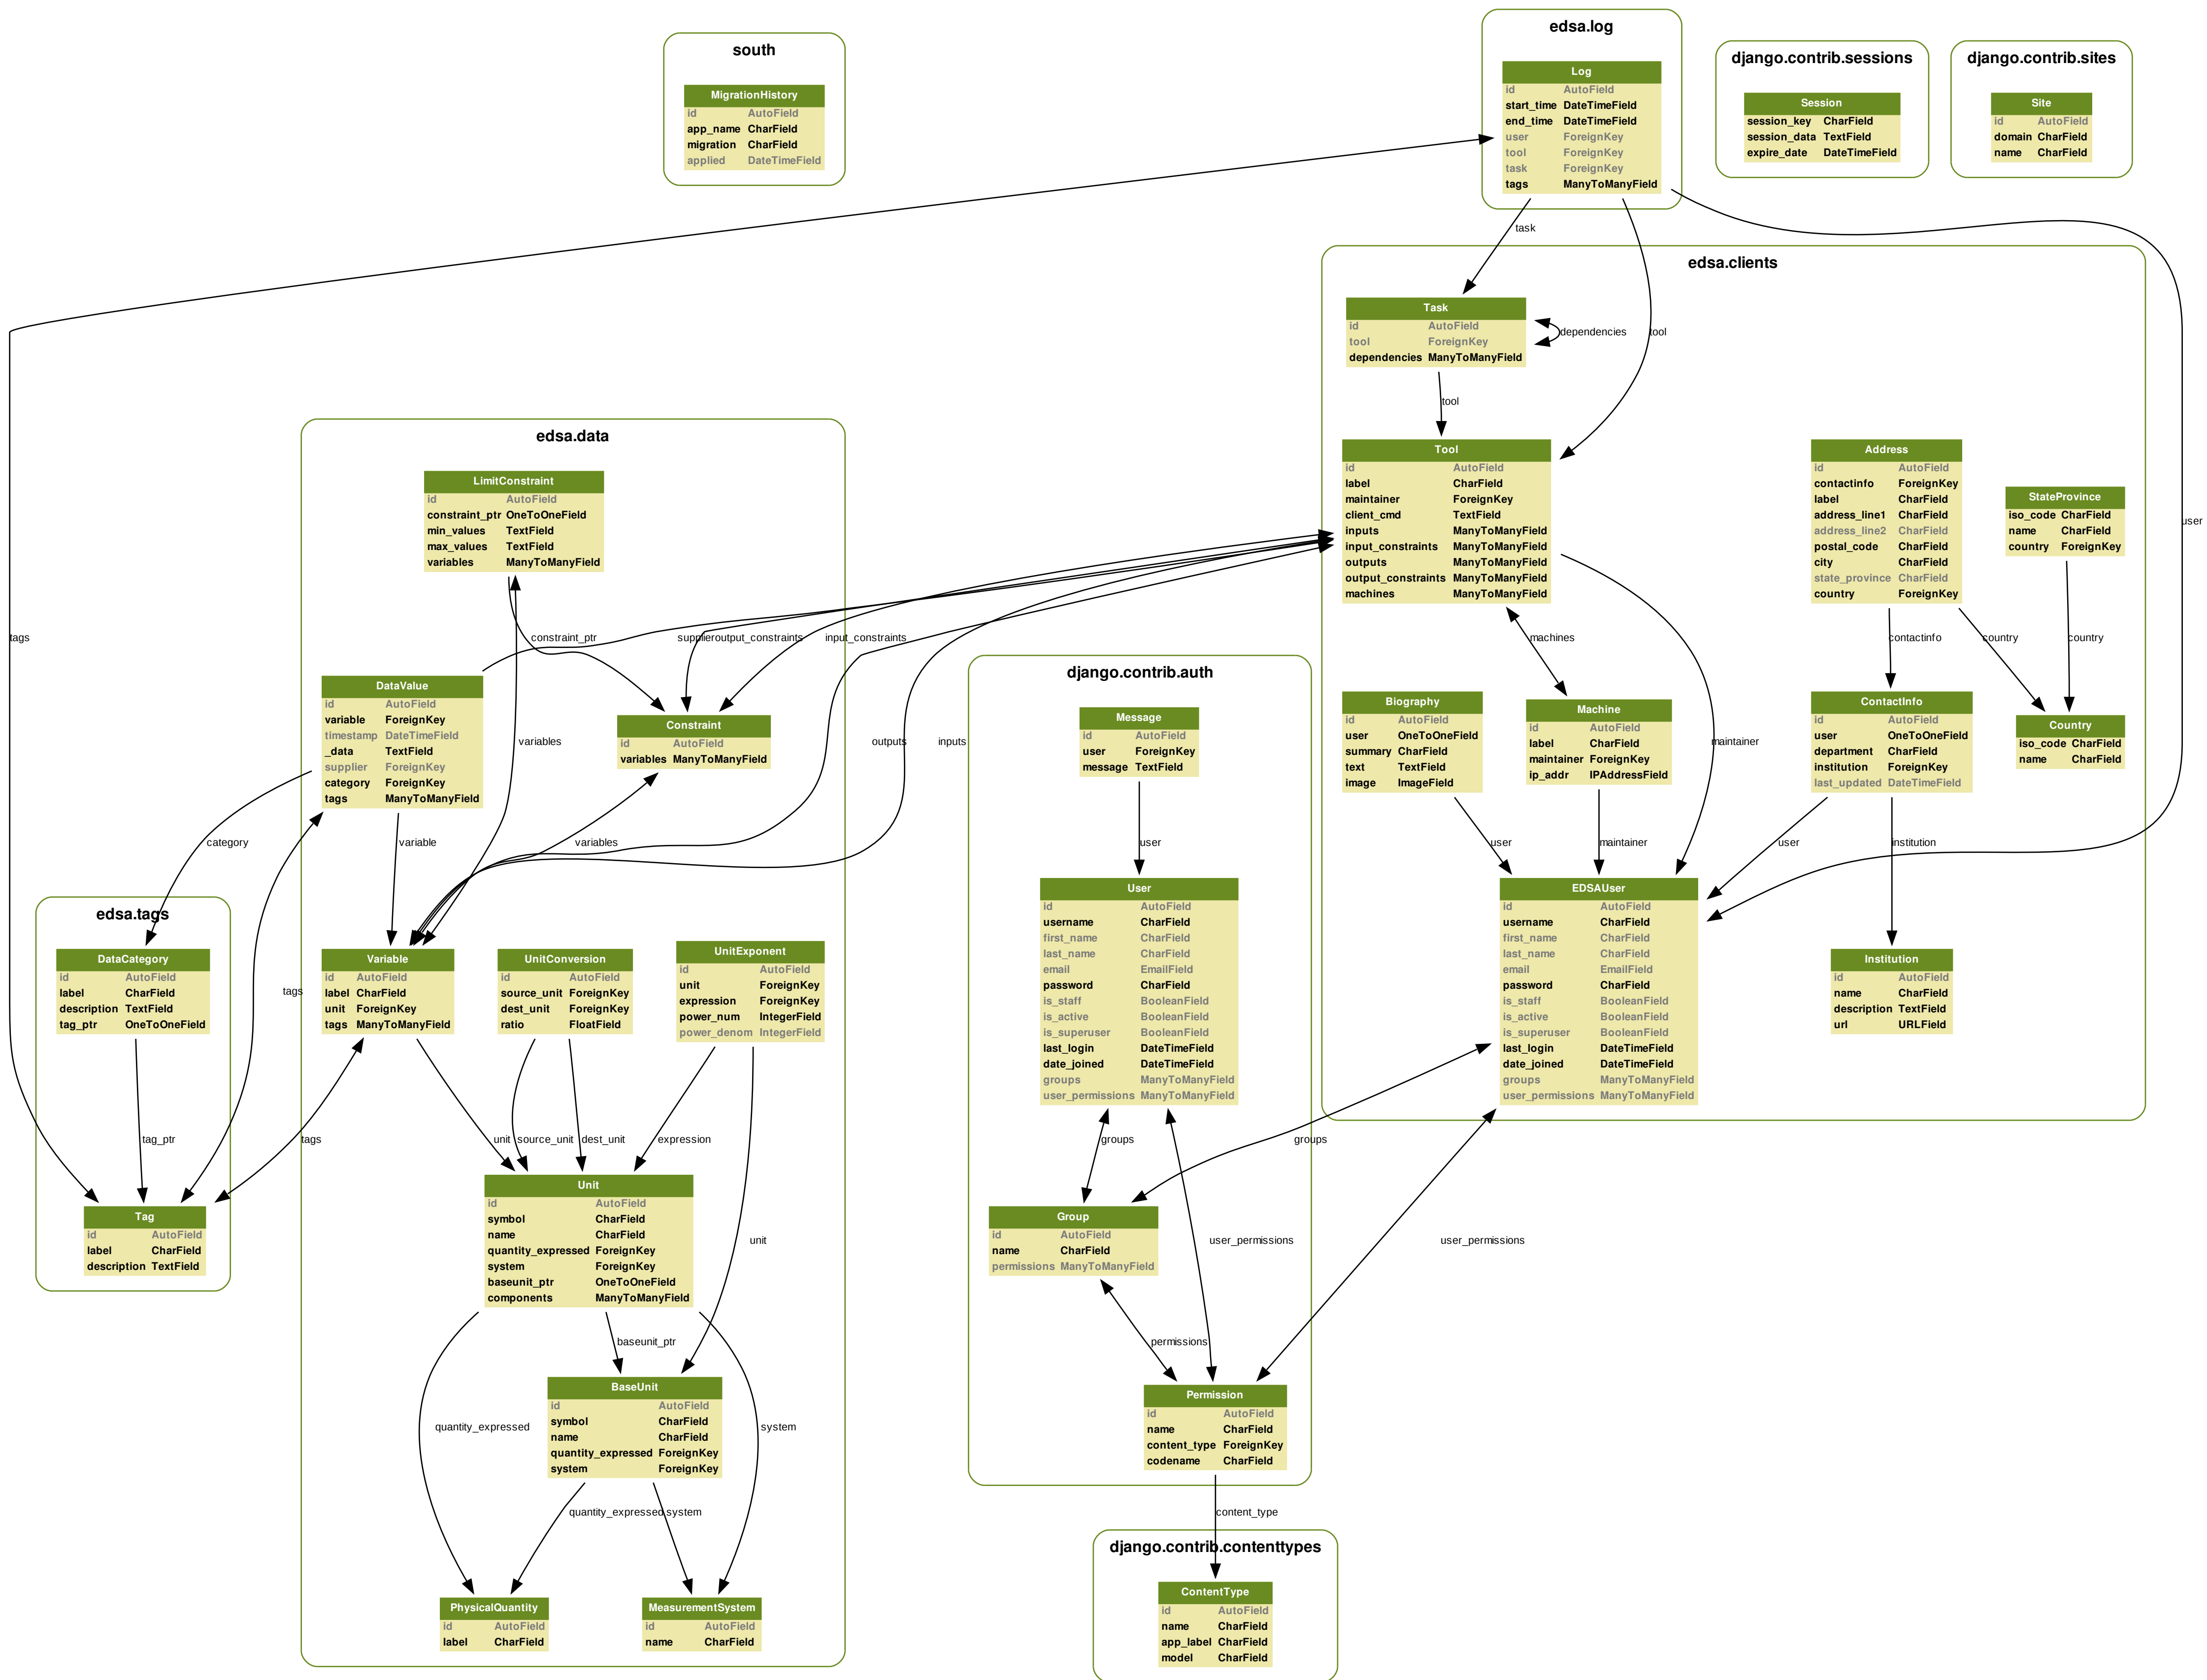 south
MigrationHistory
id AutoField
app_name CharField
migration CharField
applied DateTimeField
edsa.log
Log
id AutoField
start_time DateTimeField
end_time DateTimeField
user ForeignKey
tool ForeignKey
task ForeignKey
tags ManyToManyField
django.contrib.sessions
Session
session_key CharField
session_data TextField
expire_date DateTimeField
django.contrib.sites
Site
id AutoField
domain CharField
name CharField
task
tool
user
tags
edsa.clients
Task
id AutoField
tool ForeignKey
dependencies ManyToManyField
dependencies
tool
Tool
id AutoField
label CharField
maintainer ForeignKey
client_cmd TextField
inputs ManyToManyField
input_constraints ManyToManyField
outputs ManyToManyField
output_constraints ManyToManyField
machines ManyToManyField
Address
id AutoField
contactinfo ForeignKey
label CharField
address_line1 CharField
address_line2 CharField
postal_code CharField
city CharField
state_province CharField
country ForeignKey
StateProvince
iso_code CharField
name CharField
country ForeignKey
machines
contactinfo
country
country
maintainer
Biography
id AutoField
user OneToOneField
summary CharField
text TextField
image ImageField
Machine
id AutoField
label CharField
maintainer ForeignKey
ip_addr IPAddressField
ContactInfo
id AutoField
user OneToOneField
department CharField
institution ForeignKey
last_updated DateTimeField
Country
iso_code CharField
name CharField
user
maintainer
user
institution
EDSAUser
id AutoField
username CharField
first_name CharField
last_name CharField
email EmailField
password CharField
is_staff BooleanField
is_active BooleanField
is_superuser BooleanField
last_login DateTimeField
date_joined DateTimeField
groups ManyToManyField
user_permissions ManyToManyField
Institution
id AutoField
name CharField
description TextField
url URLField
groups
user_permissions
edsa.data
LimitConstraint
id AutoField
constraint_ptr OneToOneField
min_values TextField
max_values TextField
variables ManyToManyField
constraint_ptr
supplier
output_constraints
input_constraints
DataValue
id AutoField
variable ForeignKey
timestamp DateTimeField
_data TextField
supplier ForeignKey
category ForeignKey
tags ManyToManyField
Constraint
id AutoField
variables ManyToManyField
variables
outputs
inputs
category
variable
variables
Variable
id AutoField
label CharField
unit ForeignKey
tags ManyToManyField
UnitConversion
id AutoField
source_unit ForeignKey
dest_unit ForeignKey
ratio FloatField
UnitExponent
id AutoField
unit ForeignKey
expression ForeignKey
power_num IntegerField
power_denom IntegerField
unit
source_unit
dest_unit
expression
unit
Unit
id AutoField
symbol CharField
name CharField
quantity_expressed ForeignKey
system ForeignKey
baseunit_ptr OneToOneField
components ManyToManyField
baseunit_ptr
quantity_expressed
system
BaseUnit
id AutoField
symbol CharField
name CharField
quantity_expressed ForeignKey
system ForeignKey
quantity_expressed
system
PhysicalQuantity
id AutoField
label CharField
MeasurementSystem
id AutoField
name CharField
edsa.tags
DataCategory
id AutoField
label CharField
description TextField
tag_ptr OneToOneField
tags
tags
tag_ptr
Tag
id AutoField
label CharField
description TextField
django.contrib.auth
Message
id AutoField
user ForeignKey
message TextField
user
User
id AutoField
username CharField
first_name CharField
last_name CharField
email EmailField
password CharField
is_staff BooleanField
is_active BooleanField
is_superuser BooleanField
last_login DateTimeField
date_joined DateTimeField
groups ManyToManyField
user_permissions ManyToManyField
groups
user_permissions
Group
id AutoField
name CharField
permissions ManyToManyField
permissions
Permission
id AutoField
name CharField
content_type ForeignKey
codename CharField
content_type
django.contrib.contenttypes
ContentType
id AutoField
name CharField
app_label CharField
model CharField